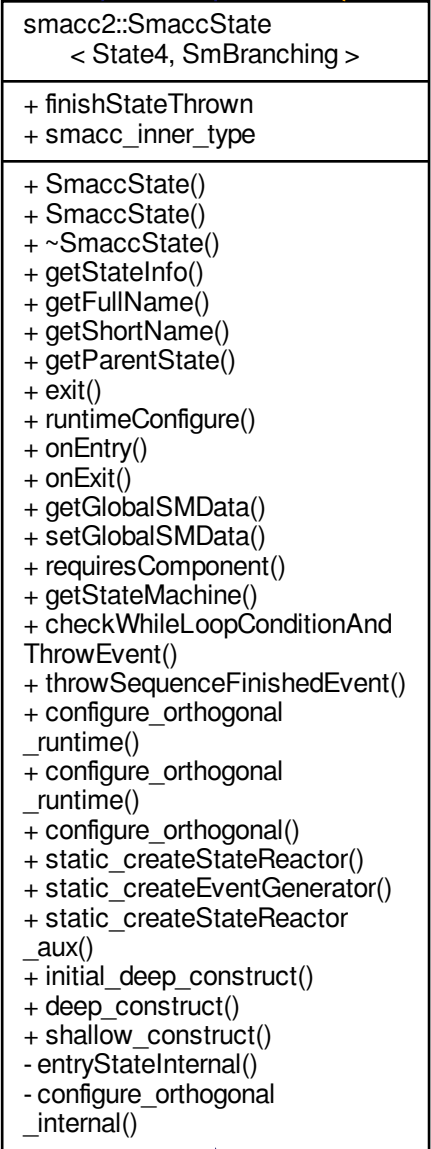 smacc2::SmaccState
< State4, SmBranching >
+ finishStateThrown
+ smacc_inner_type
+ SmaccState()
+ SmaccState()
+ ~SmaccState()
+ getStateInfo()
+ getFullName()
+ getShortName()
+ getParentState()
+ exit()
+ runtimeConfigure()
+ onEntry()
+ onExit()
+ getGlobalSMData()
+ setGlobalSMData()
+ requiresComponent()
+ getStateMachine()
+ checkWhileLoopConditionAnd
ThrowEvent()
+ throwSequenceFinishedEvent()
+ configure_orthogonal
_runtime()
+ configure_orthogonal
_runtime()
+ configure_orthogonal()
+ static_createStateReactor()
+ static_createEventGenerator()
+ static_createStateReactor
_aux()
+ initial_deep_construct()
+ deep_construct()
+ shallow_construct()
- entryStateInternal()
- configure_orthogonal
_internal()